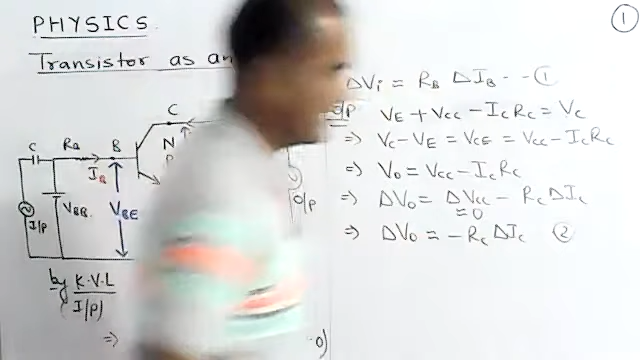 PHYSICS
①
Transistor as an
ΔVi = RB ΔIB -- ①
o/p VE + VCC - ICRC = VC
⇒ VC - VE = VCE = VCC - ICRC
⇒ V0 = VCC - ICRC
⇒ ΔV0 = ΔVCC - RC ΔIC
= 0
⇒ ΔV0 = -RC ΔIC ②
C
C
RB
B
N
P
IB
VBB
VBE
I/P
O/P
by K.V.L
I/P)
⇒
0)